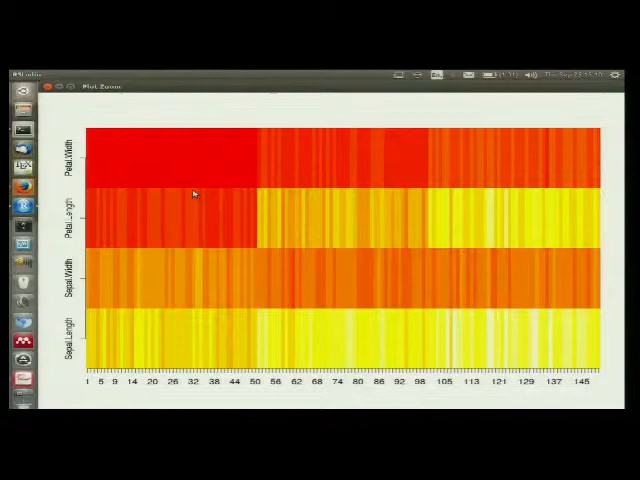 Plot Zoom
Petal.Width
Petal.Length
Sepal.Width
Sepal.Length
1 5 9 14 20 26 32 38 44 50 56 62 68 74 80 86 92 98 105 113 121 129 137 145